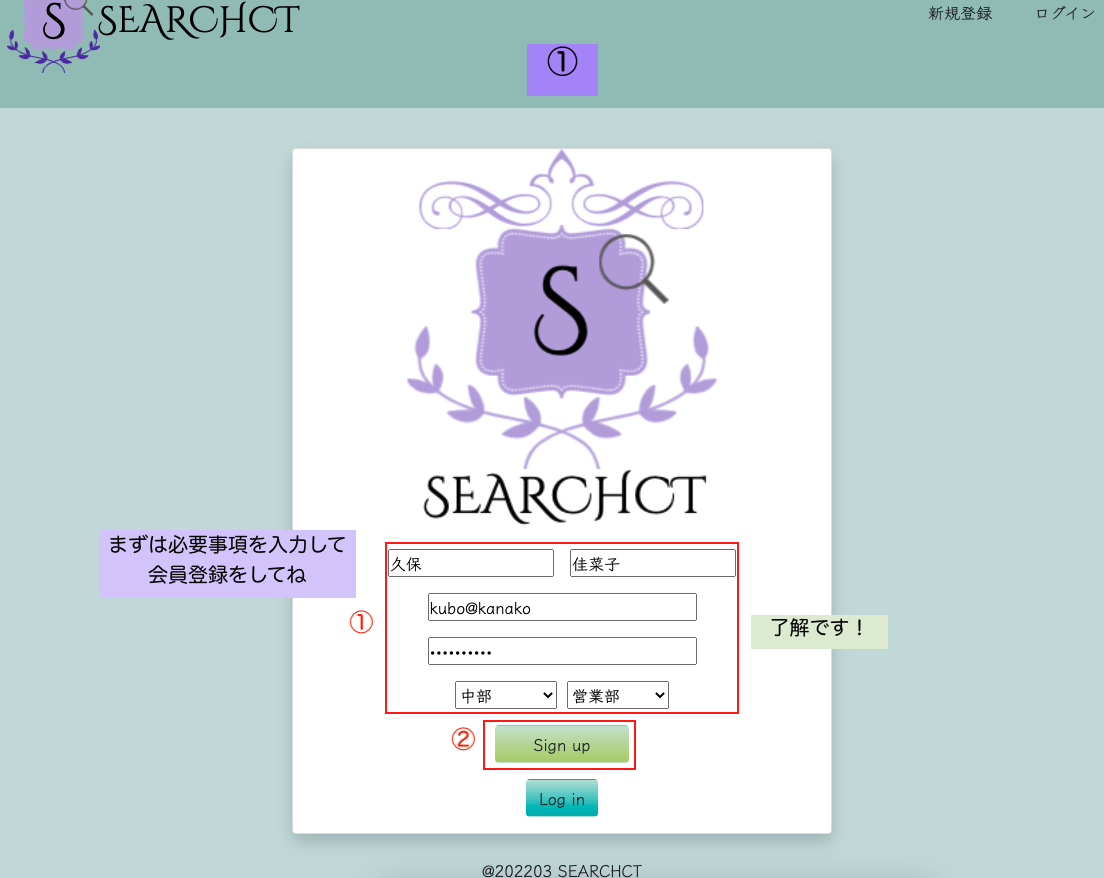 S SEARCHCT
新規登録 ログイン
①
S
SEARCHCT
まずは必要事項を入力して
会員登録をしてね
久保 佳菜子
①
kubo@kanako
了解です！
••••••••••
中部 営業部
②
Sign up
Log in
@202203 SEARCHCT